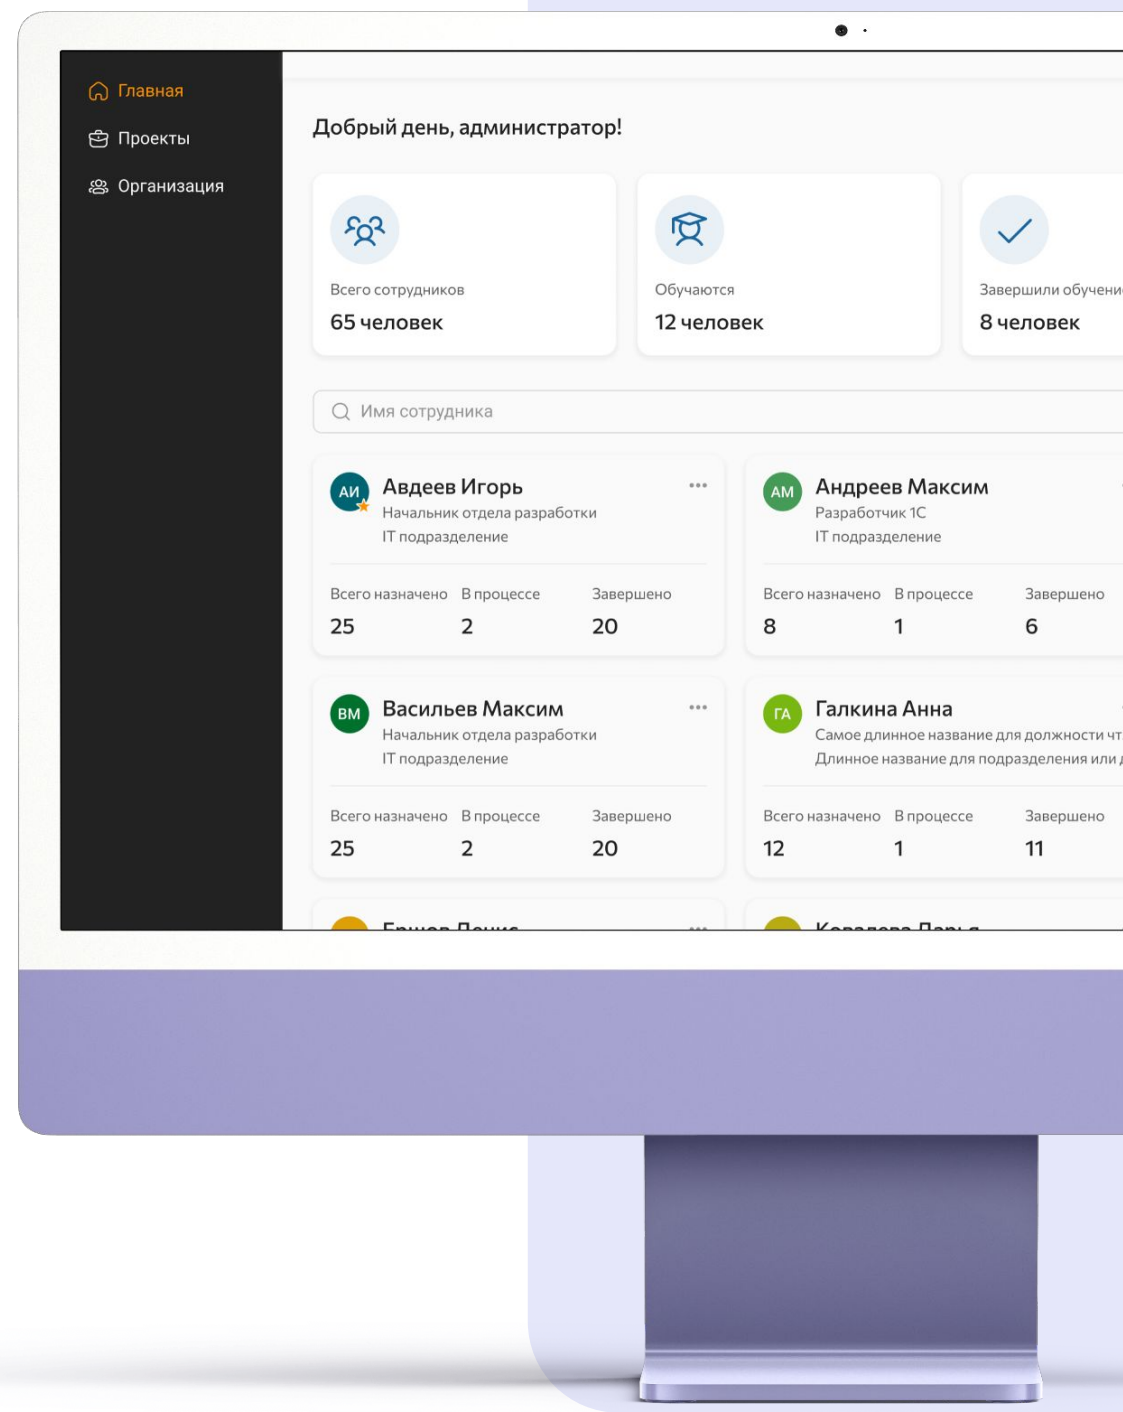 Главная
Проекты
Организация
Добрый день, администратор!
Всего сотрудников
65 человек
Обучаются
12 человек
Завершили обучени
8 человек
Имя сотрудника
АИ
Авдеев Игорь
Начальник отдела разработки
IT подразделение
Всего назначено В процессе Завершено
25 2 20
АМ
Андреев Максим
Разработчик 1С
IT подразделение
Всего назначено В процессе Завершено
8 1 6
ВМ
Васильев Максим
Начальник отдела разработки
IT подразделение
Всего назначено В процессе Завершено
25 2 20
ГА
Галкина Анна
Самое длинное название для должности чт
Длинное название для подразделения или д
Всего назначено В процессе Завершено
12 1 11
Ершов Денис
Ковалева Дарья